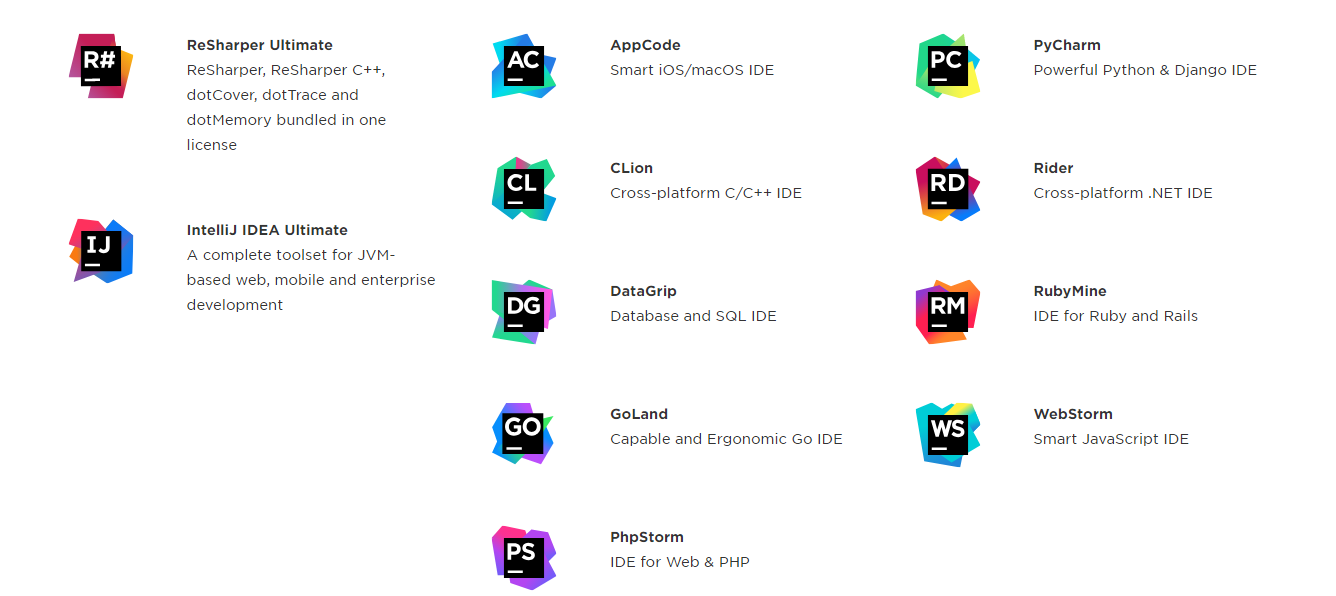 R#
ReSharper Ultimate
ReSharper, ReSharper C++,
dotCover, dotTrace and
dotMemory bundled in one
license
IJ
IntelliJ IDEA Ultimate
A complete toolset for JVM-
based web, mobile and enterprise
development
AC
AppCode
Smart iOS/macOS IDE
CL
CLion
Cross-platform C/C++ IDE
DG
DataGrip
Database and SQL IDE
GO
GoLand
Capable and Ergonomic Go IDE
PS
PhpStorm
IDE for Web & PHP
PC
PyCharm
Powerful Python & Django IDE
RD
Rider
Cross-platform .NET IDE
RM
RubyMine
IDE for Ruby and Rails
WS
WebStorm
Smart JavaScript IDE